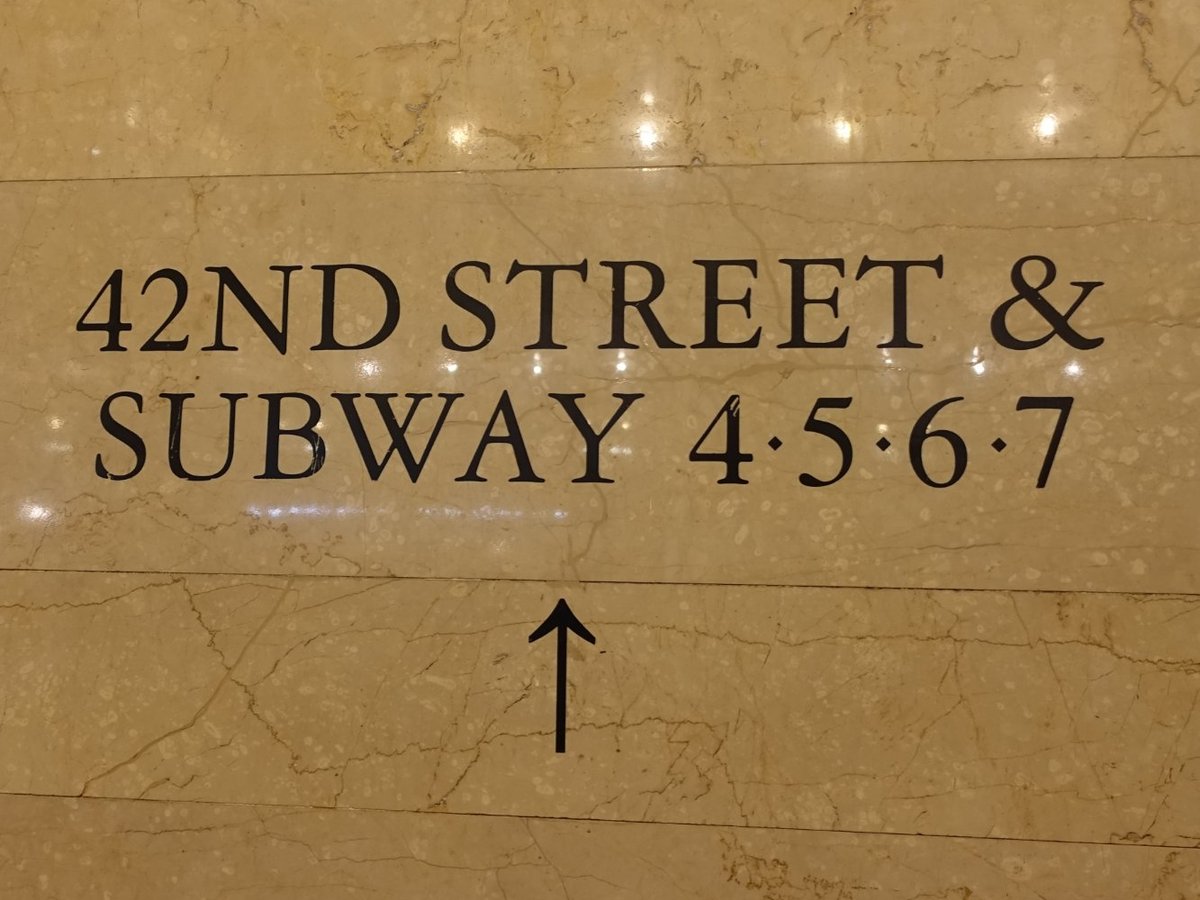 42ND STREET &
SUBWAY 4·5·6·7